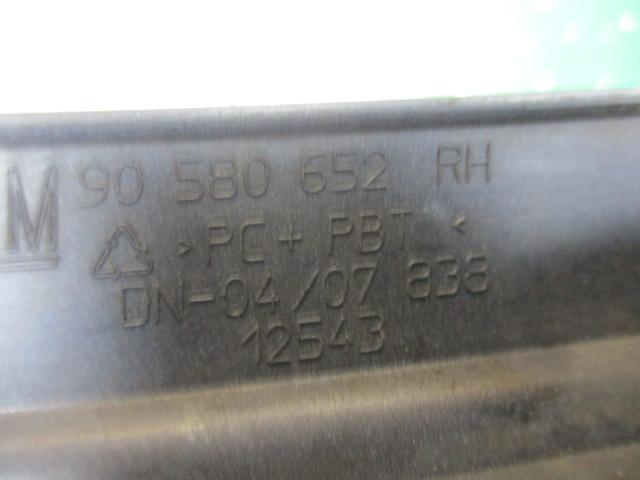 M 90 580 652 RH
>PC+ PBT<
DN-04/07 838
12543